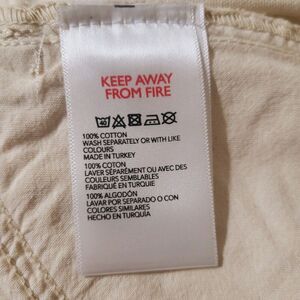 KEEP AWAY
FROM FIRE
40
100% COTTON
WASH SEPARATELY OR WITH LIKE
COLOURS
MADE IN TURKEY
100% COTON
LAVER SÉPARÉMENT OU AVEC DES
COULEURS SEMBLABLES
FABRIQUÉ EN TURQUIE
100% ALGODÓN
LAVAR POR SEPARADO O CON
COLORES SIMILARES
HECHO EN TURQUÍA